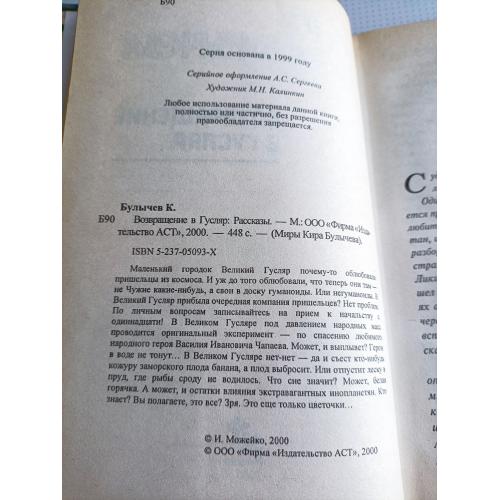 Б90
Серия основана в 1999 году
Серийное оформление А.С. Сергеева
Художник М.Н. Калинкин
Любое использование материала данной книги,
полностью или частично, без разрешения
правообладателя запрещается.
Булычев К.
Б90 Возвращение в Гусляр: Рассказы. — М.: ООО «Фирма «Изда-
тельство АСТ», 2000. — 448 с. — (Миры Кира Булычева).
ISBN 5-237-05093-X
Маленький городок Великий Гусляр почему-то облюбовали
пришельцы из космоса. И уж до того облюбовали, что теперь они там —
не Чужие какие-нибудь, а свои в доску гуманоиды. Или негуманоиды. В
Великий Гусляр прибыла очередная компания пришельцев? Нет проблем.
По личным вопросам записывайтесь на прием к начальству с
одиннадцати! В Великом Гусляре под давлением народных масс
проводится оригинальный эксперимент — по спасению любимого
народного героя Василия Ивановича Чапаева. Может, и выплывет? Герои
в воде не тонут... В Великом Гусляре нет-нет — да и съест кто-нибудь
кожуру заморского плода банана, а плод выбросит. Или отпустит леску в
пруд, где рыбы сроду не водилось. Что сие значит? Может, белая
горячка. А может, и остатки влияния экстравагантных инопланетян. Кто
знает? Вы полагаете, это все? Зря. Это еще только цветочки...
© И. Можейко, 2000
© ООО «Фирма «Издательство АСТ», 2000